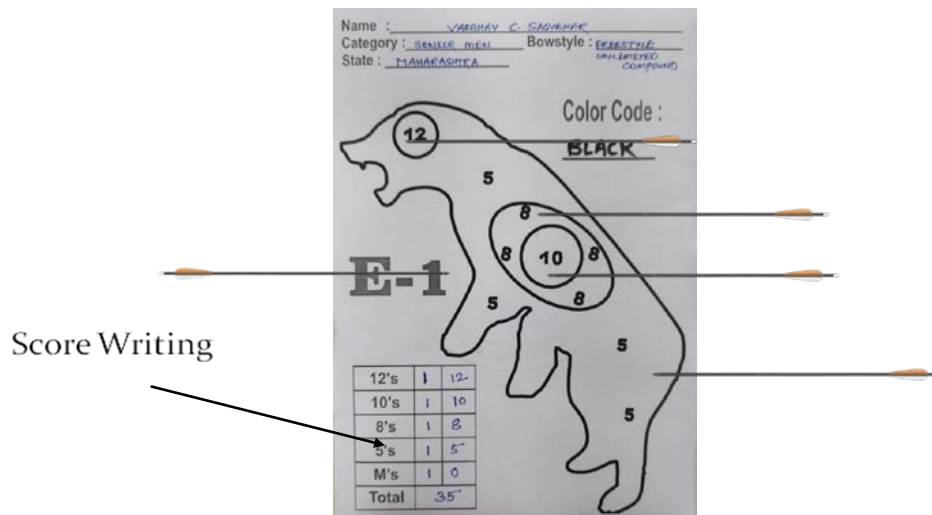 Name : VARBHAV C. SAQVEKAR
Category : SENIOR MEN Bowstyle : FREESTYLE
UNLIMITED
State : MAHARASHTRA COMPOUND
Color Code :
BLACK
12
5
8
8 10 8
E-1
5 8
5
5
Score Writing
12's 1 12
10's 1 10
8's 1 8
5's 1 5
M's 1 0
Total 35